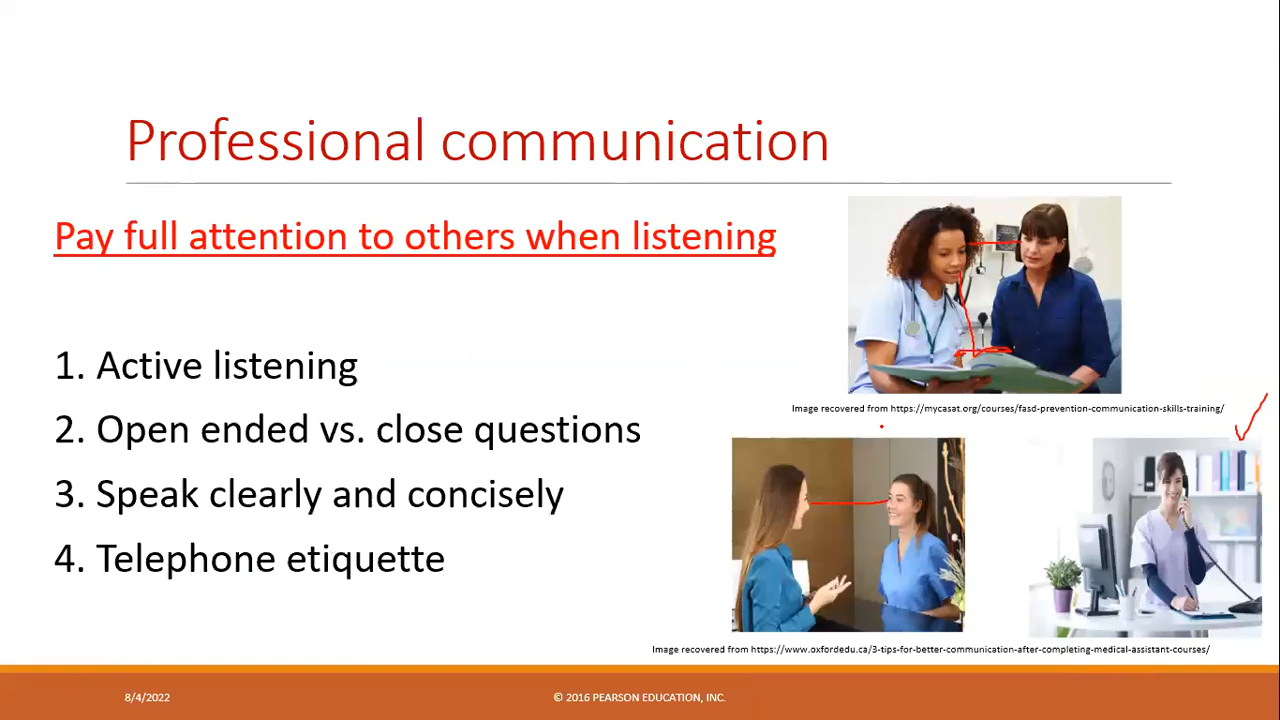 Professional communication
Pay full attention to others when listening
1. Active listening
2. Open ended vs. close questions
3. Speak clearly and concisely
4. Telephone etiquette
Image recovered from https://mycasat.org/courses/fasd-prevention-communication-skills-training/
Image recovered from https://www.oxfordedu.ca/3-tips-for-better-communication-after-completing-medical-assistant-courses/
8/4/2022
© 2016 PEARSON EDUCATION, INC.